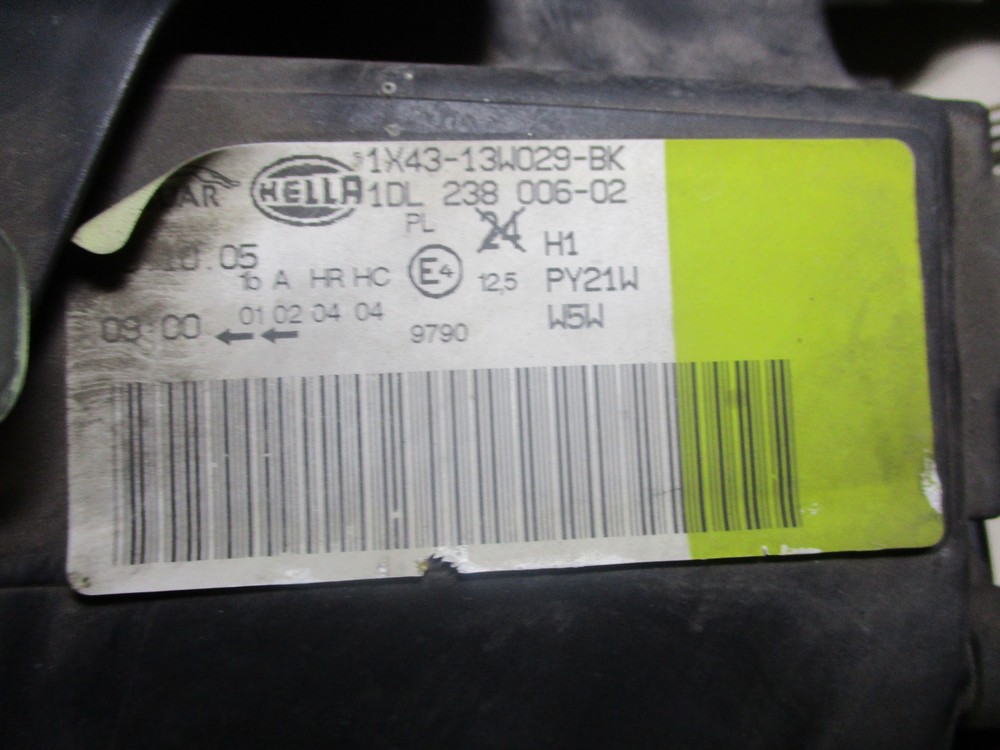 HELLA
1X43-13W029-BK
1DL 238 006-02
PL 24 H1
10.05
1b A HR HC E4 12,5 PY21W
01 02 04 04
W5W
09:00 ←←
9790